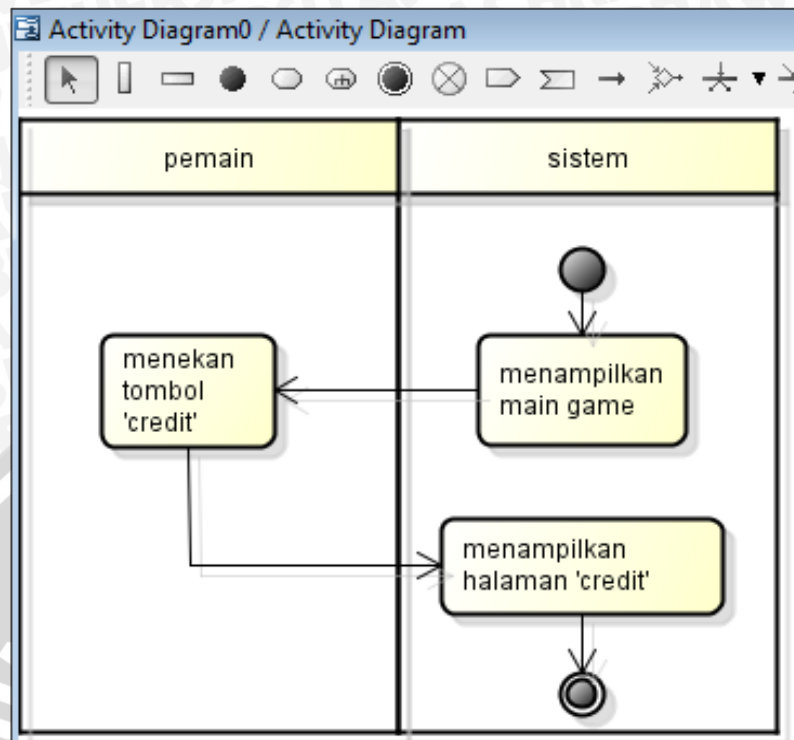 Activity Diagram0 / Activity Diagram
pemain
sistem
menekan
tombol
'credit'
menampilkan
main game
menampilkan
halaman 'credit'